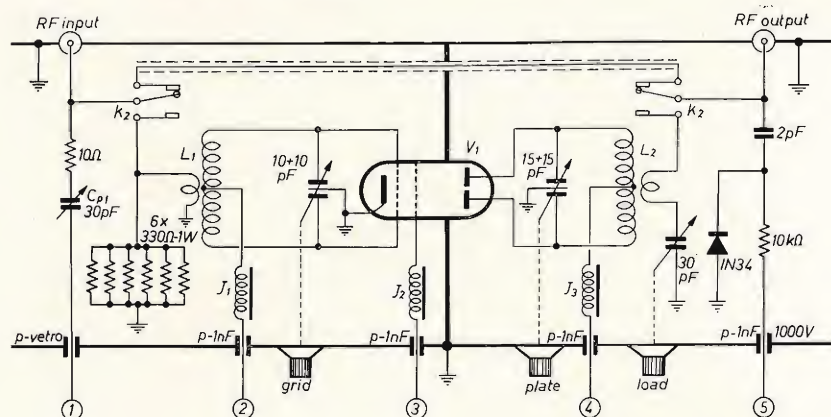 RF input
RF output
K2
K2
10Ω
L1
10+10
pF
V1
15+15
pF
L2
2pF
Cp1
30pF
6x
330Ω-1W
30
pF
1N34
10kΩ
J1
J2
J3
p-vetro
p-1nF
p-1nF
p-1nF
p-1nF
1000V
grid
plate
load
1
2
3
4
5